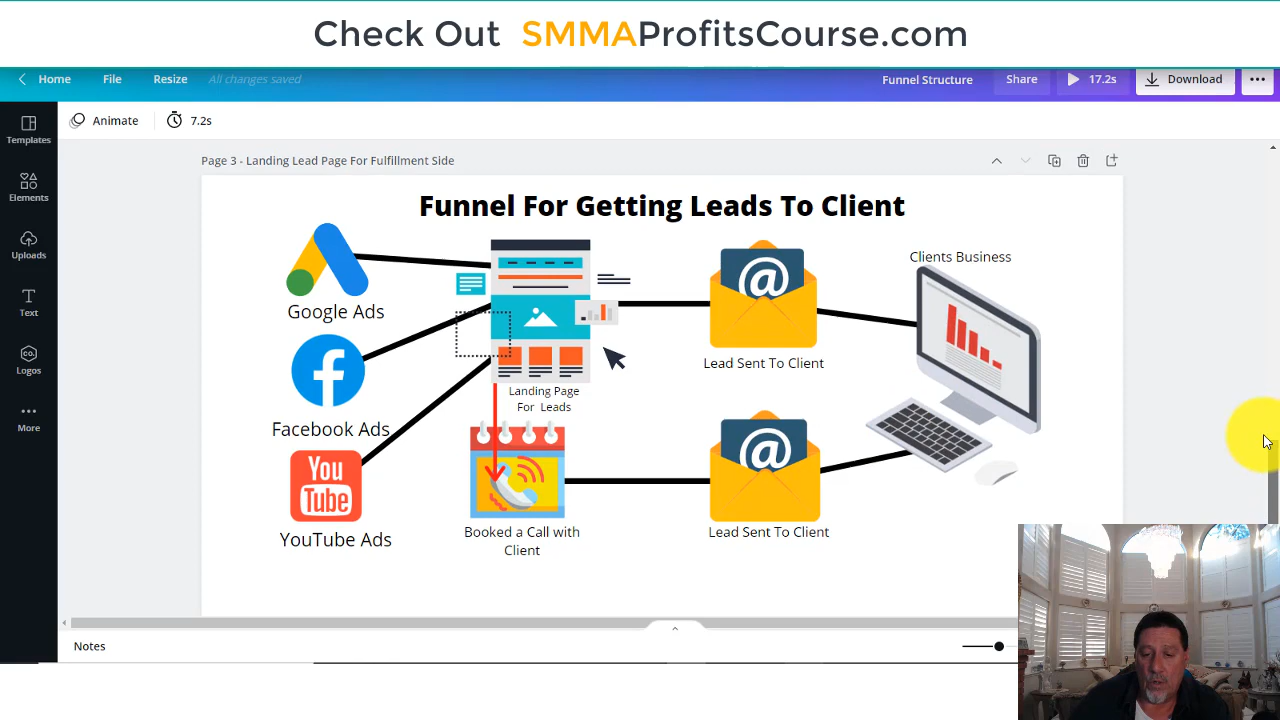 Check Out SMMAProfitsCourse.com
Home File Resize All changes saved Funnel Structure Share 17.2s Download
Templates
Elements
Uploads
Text
CO.
Logos
More
Animate 7.2s
Page 3 - Landing Lead Page For Fulfillment Side
Funnel For Getting Leads To Client
Google Ads
Facebook Ads
You
Tube
YouTube Ads
Landing Page
For Leads
Booked a Call with
Client
@
Lead Sent To Client
@
Lead Sent To Client
Clients Business
Notes